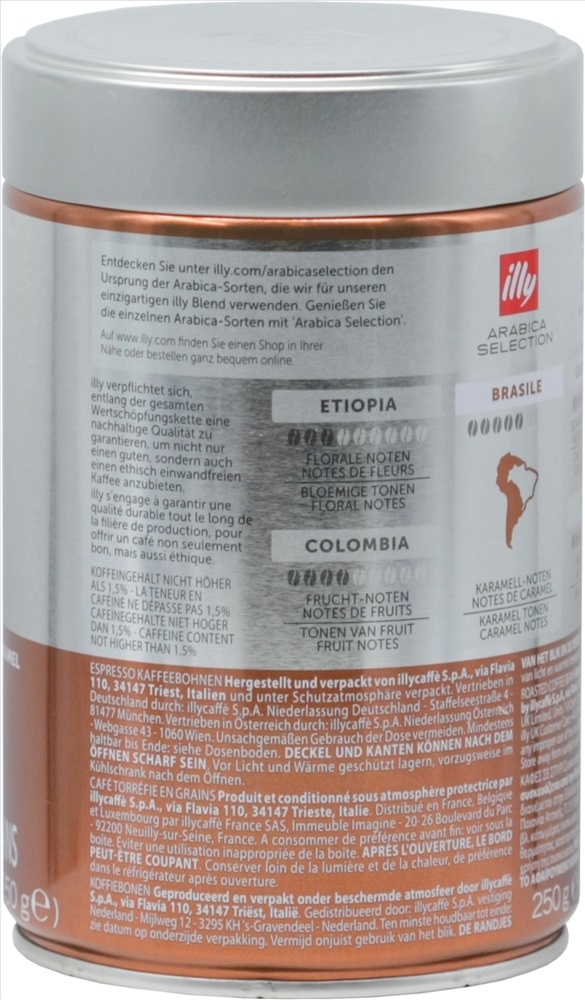 Entdecken Sie unter illy.com/arabicaselection den
Ursprung der Arabica-Sorten, die wir für unseren
einzigartigen illy Blend verwenden. Genießen Sie
die einzelnen Arabica-Sorten mit 'Arabica Selection'.
Auf www.illy.com finden Sie einen Shop in Ihrer
Nähe oder bestellen ganz bequem online.
illy verpflichtet sich,
entlang der gesamten
Wertschöpfungskette eine
nachhaltige Qualität zu
garantieren, um nicht nur
einen guten, sondern auch
einen ethisch einwandfreien
Kaffee anzubieten.
illy s'engage à garantir une
qualité durable tout le long de
la filière de production, pour
offrir un café non seulement
bon, mais aussi éthique.
KOFFEINGEHALT NICHT HÖHER
ALS 1,5% - LA TENEUR EN
CAFÉINE NE DÉPASSE PAS 1,5%
CAFEÏNEGEHALTE NIET HOGER
DAN 1,5% - CAFFEINE CONTENT
NOT HIGHER THAN 1.5%
ETIOPIA
FLORALE NOTEN
NOTES DE FLEURS
BLOEMIGE TONEN
FLORAL NOTES
COLOMBIA
FRUCHT-NOTEN
NOTES DE FRUITS
TONEN VAN FRUIT
FRUIT NOTES
illy
ARABICA
SELECTION
BRASILE
KARAMELL-NOTEN
NOTES DE CARAMEL
KARAMEL TONEN
CARAMEL NOTES
ESPRESSO KAFFEEBOHNEN Hergestellt und verpackt von illycaffè S.p.A., via Flavia
110, 34147 Triest, Italien und unter Schutzatmosphäre verpackt. Vertrieben in
Deutschland durch: illycaffè S.p.A. Niederlassung Deutschland - Staffelseestraße 4 -
81477 München. Vertrieben in Österreich durch: illycaffè S.p.A. Niederlassung Österreich
-Webgasse 43 - 1060 Wien. Unsachgemäßen Gebrauch der Dose vermeiden. Mindestens
haltbar bis Ende: siehe Dosenboden. DECKEL UND KANTEN KÖNNEN NACH DEM
ÖFFNEN SCHARF SEIN. Vor Licht und Wärme geschützt lagern, vorzugsweise im
Kühlschrank nach dem Öffnen.
CAFÉ TORRÉFIÉ EN GRAINS Produit et conditionné sous atmosphère protectrice par
illycaffè S.p.A., via Flavia 110, 34147 Trieste, Italie. Distribué en France, Belgique
et Luxembourg par illycaffè France SAS, Immeuble Imagine - 20-26 Boulevard du Parc
- 92200 Neuilly-sur-Seine, France. A consommer de préférence avant fin: voir sous la
boîte. Eviter une utilisation inappropriée de la boîte. APRÈS L'OUVERTURE, LE BORD
PEUT-ÊTRE COUPANT. Conserver loin de la lumière et de la chaleur, de préférence
dans le réfrigérateur après ouverture.
KOFFIEBONEN Geproduceerd en verpakt onder beschermde atmosfeer door illycaffè
S.p.A., via Flavia 110, 34147 Triëst, Italië. Gedistribueerd door: illycaffè S.p.A. vestiging
Nederland - Mijlweg 12 - 3295 KH 's-Gravendeel - Nederland. Ten minste houdbaar tot einde:
zie datum op onderzijde verpakking. Vermijd onjuist gebruik van het blik. DE RANDJES
250 g